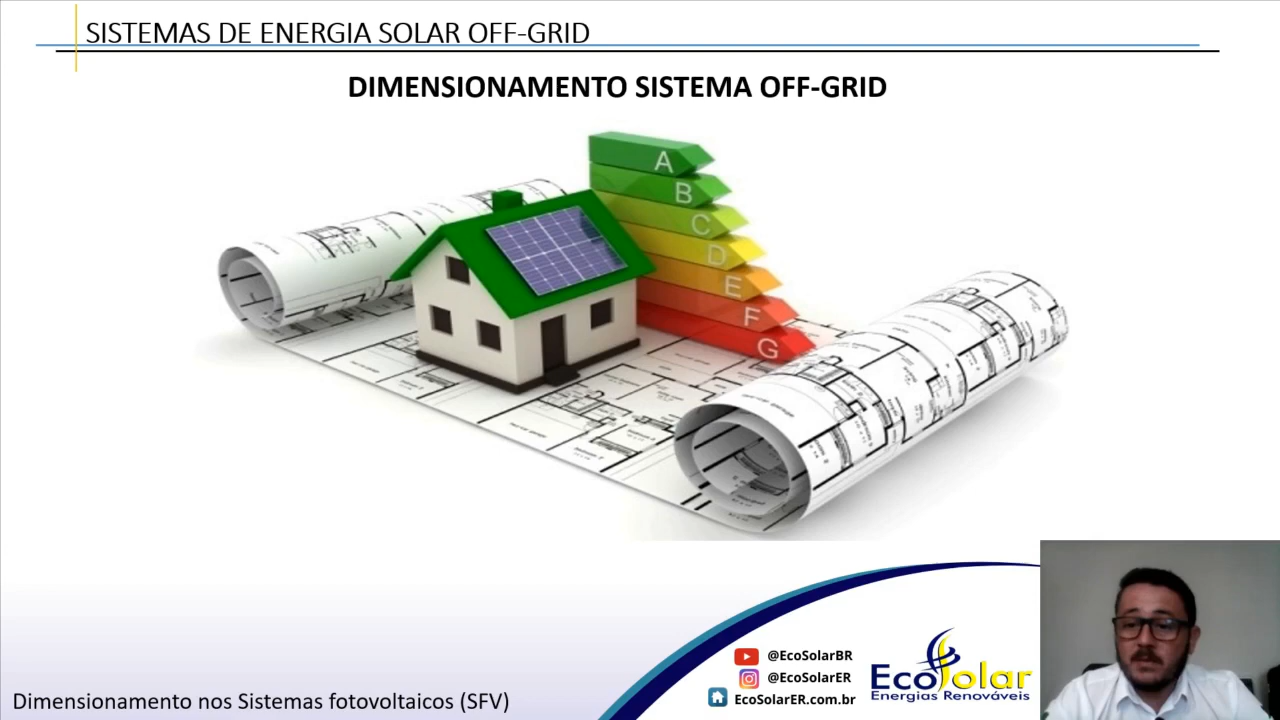 SISTEMAS DE ENERGIA SOLAR OFF-GRID
DIMENSIONAMENTO SISTEMA OFF-GRID
A
B
C
D
E
F
G
@EcoSolarBR
@EcoSolarER
EcoSolarER.com.br
EcoSolar
Energias Renováveis
Dimensionamento nos Sistemas fotovoltaicos (SFV)